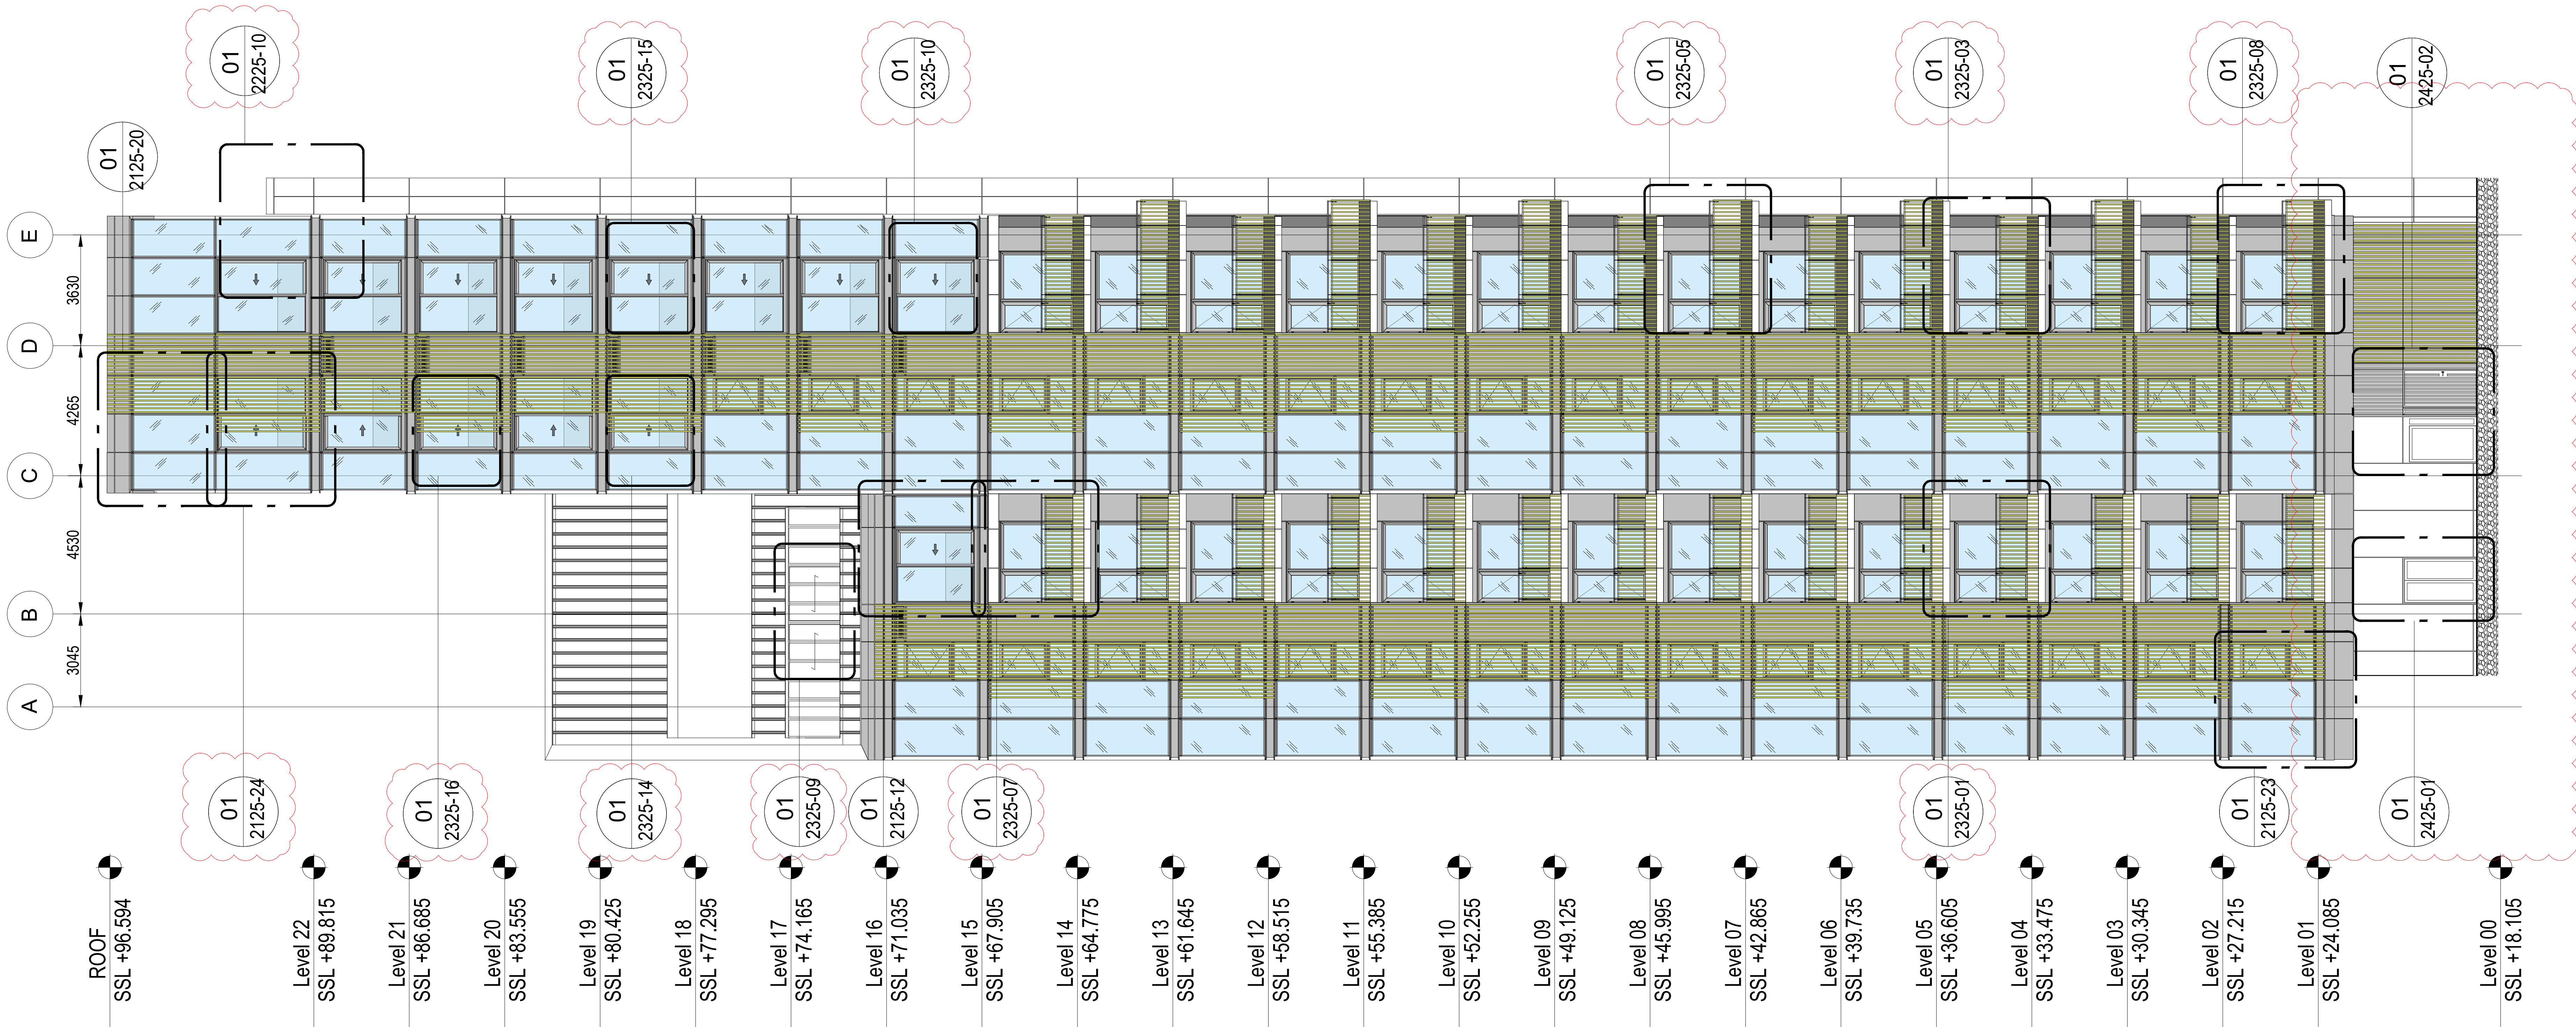 01
2225-10
01
2325-15
01
2325-10
01
2325-05
01
2325-03
01
2325-08
01
2425-02
01
2125-20
E
3630
D
4265
C
4530
B
3045
A
01
2125-24
01
2325-16
01
2325-14
01
2325-09
01
2125-12
01
2325-07
01
2325-01
01
2125-23
01
2425-01
ROOF
SSL +96.594
Level 22
SSL +89.815
Level 21
SSL +86.685
Level 20
SSL +83.555
Level 19
SSL +80.425
Level 18
SSL +77.295
Level 17
SSL +74.165
Level 16
SSL +71.035
Level 15
SSL +67.905
Level 14
SSL +64.775
Level 13
SSL +61.645
Level 12
SSL +58.515
Level 11
SSL +55.385
Level 10
SSL +52.255
Level 09
SSL +49.125
Level 08
SSL +45.995
Level 07
SSL +42.865
Level 06
SSL +39.735
Level 05
SSL +36.605
Level 04
SSL +33.475
Level 03
SSL +30.345
Level 02
SSL +27.215
Level 01
SSL +24.085
Level 00
SSL +18.105